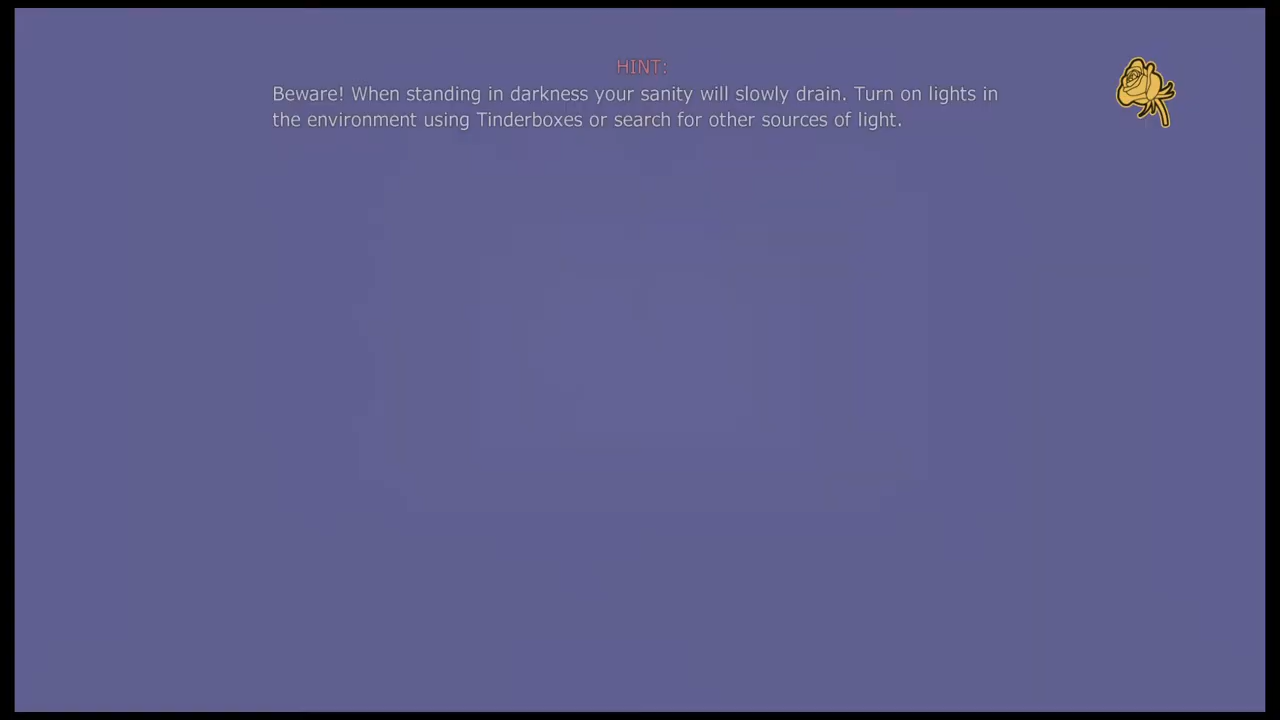 HINT:
Beware! When standing in darkness your sanity will slowly drain. Turn on lights in
the environment using Tinderboxes or search for other sources of light.